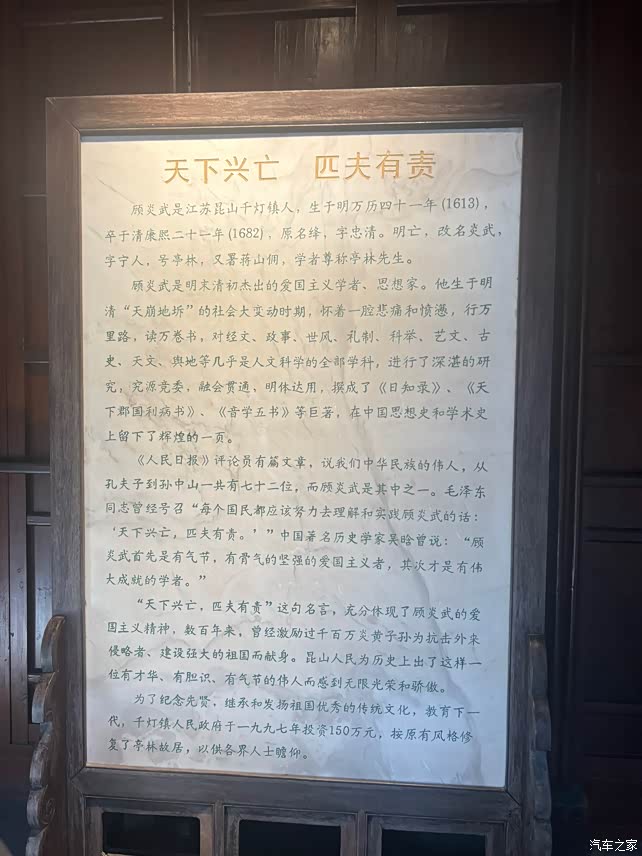 天下兴亡　匹夫有责
顾炎武是江苏昆山千灯镇人，生于明万历四十一年(1613)，
卒于清康熙二十一年(1682)，原名绛，字忠清。明亡，改名炎武，
字宁人，号亭林，又署蒋山佣，学者尊称亭林先生。
顾炎武是明末清初杰出的爱国主义学者、思想家。他生于明
清“天崩地坼”的社会大变动时期，怀着一腔悲痛和愤懑，行万
里路，读万卷书，对经文、政事、世风、礼制、科举、艺文、古
史、天文、舆地等几乎是人文科学的全部学科，进行了深湛的研
究，究源竟委，融会贯通，明体达用，撰成了《日知录》、《天
下郡国利病书》、《音学五书》等巨著，在中国思想史和学术史
上留下了辉煌的一页。
《人民日报》评论员有篇文章，说我们中华民族的伟人，从
孔夫子到孙中山一共有七十二位，而顾炎武是其中之一。毛泽东
同志曾经号召“每个国民都应该努力去理解和实践顾炎武的话：
‘天下兴亡，匹夫有责。’”中国著名历史学家吴晗曾说：“顾
炎武首先是有气节，有骨气的坚强的爱国主义者，其次才是有伟
大成就的学者。”
“天下兴亡，匹夫有责”这句名言，充分体现了顾炎武的爱
国主义精神，数百年来，曾经激励过千百万炎黄子孙为抗击外来
侵略者、建设强大的祖国而献身。昆山人民为历史上出了这样一
位有才华、有胆识、有气节的伟人而感到无限光荣和骄傲。
为了纪念先贤，继承和发扬祖国优秀的传统文化，教育下一
代，千灯镇人民政府于一九九七年投资150万元，按原有风格修
复了亭林故居，以供各界人士瞻仰。
汽车之家